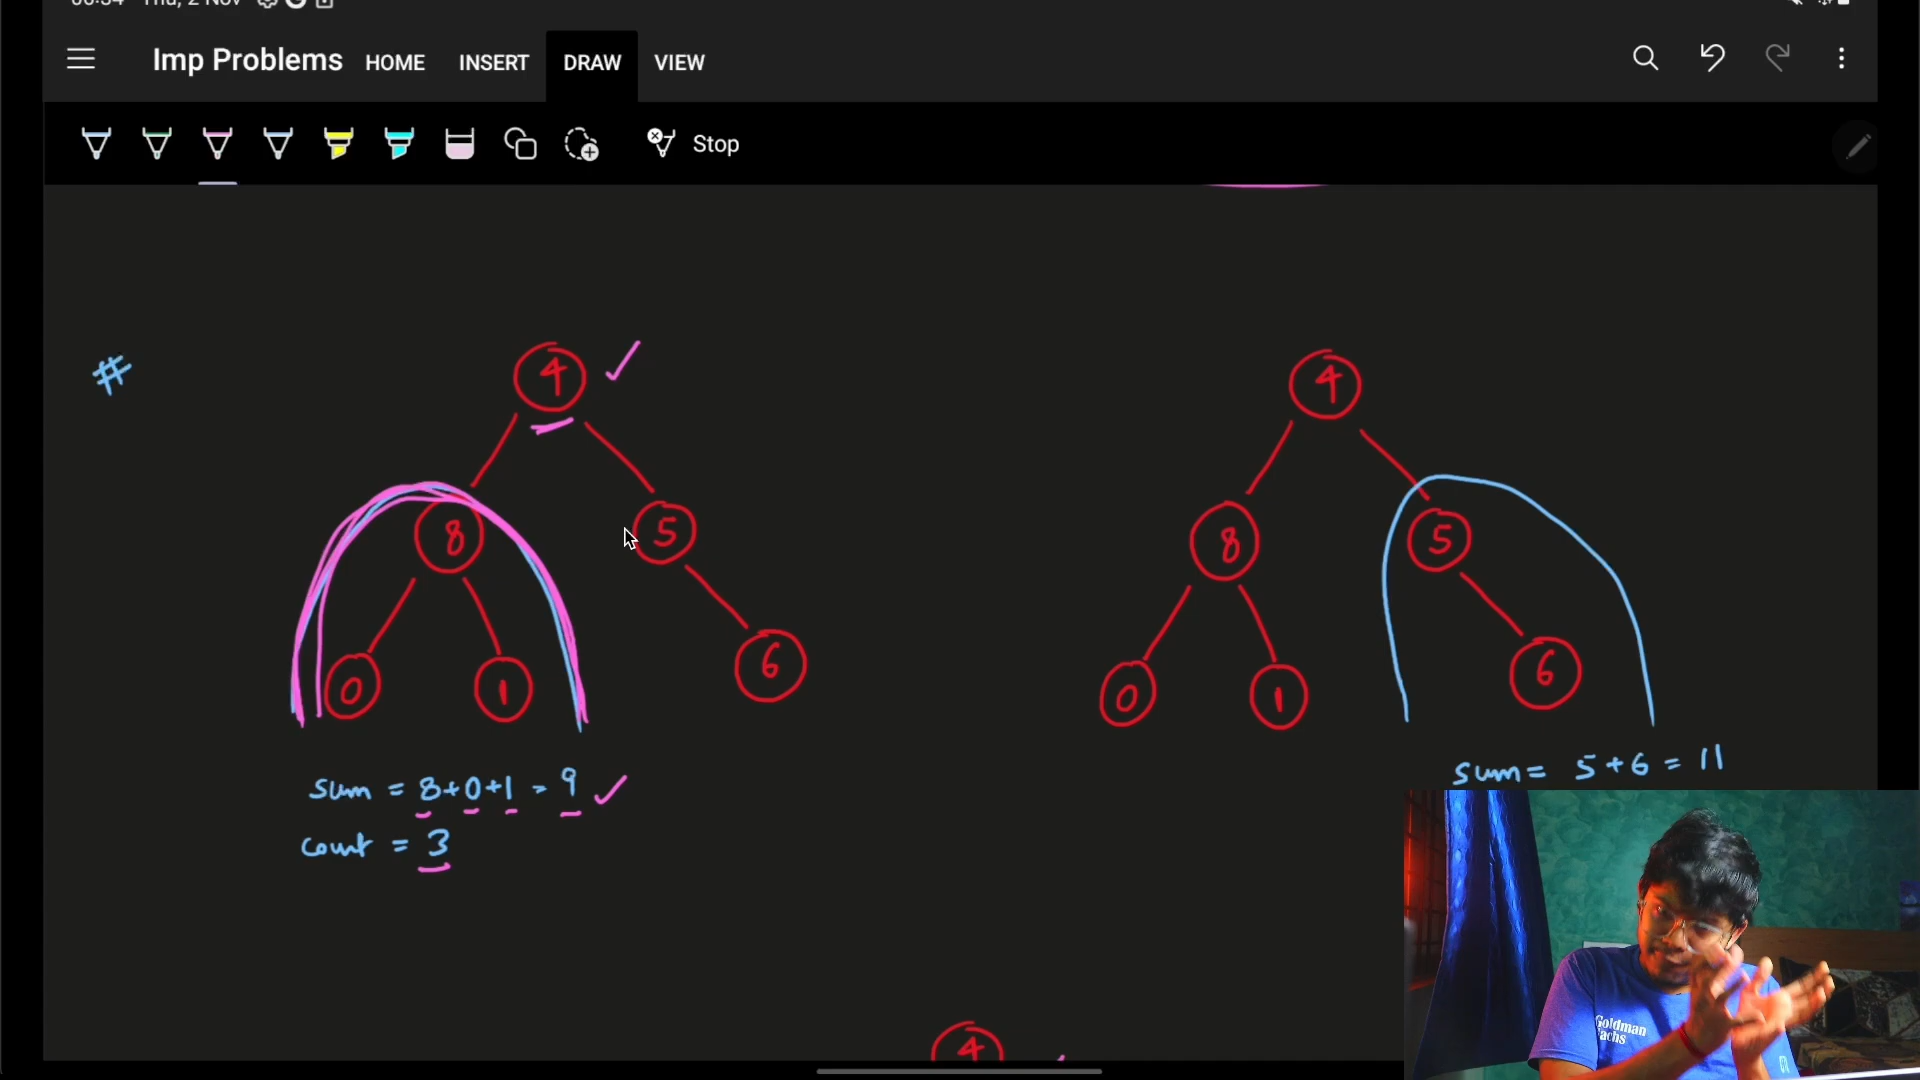 Imp Problems HOME INSERT DRAW VIEW
Stop
#
4 ✓
8 5
0 1 6
sum = 8+0+1 = 9 ✓
count = 3
4
8 5
0 1 6
sum = 5+6 = 11
4
Goldman